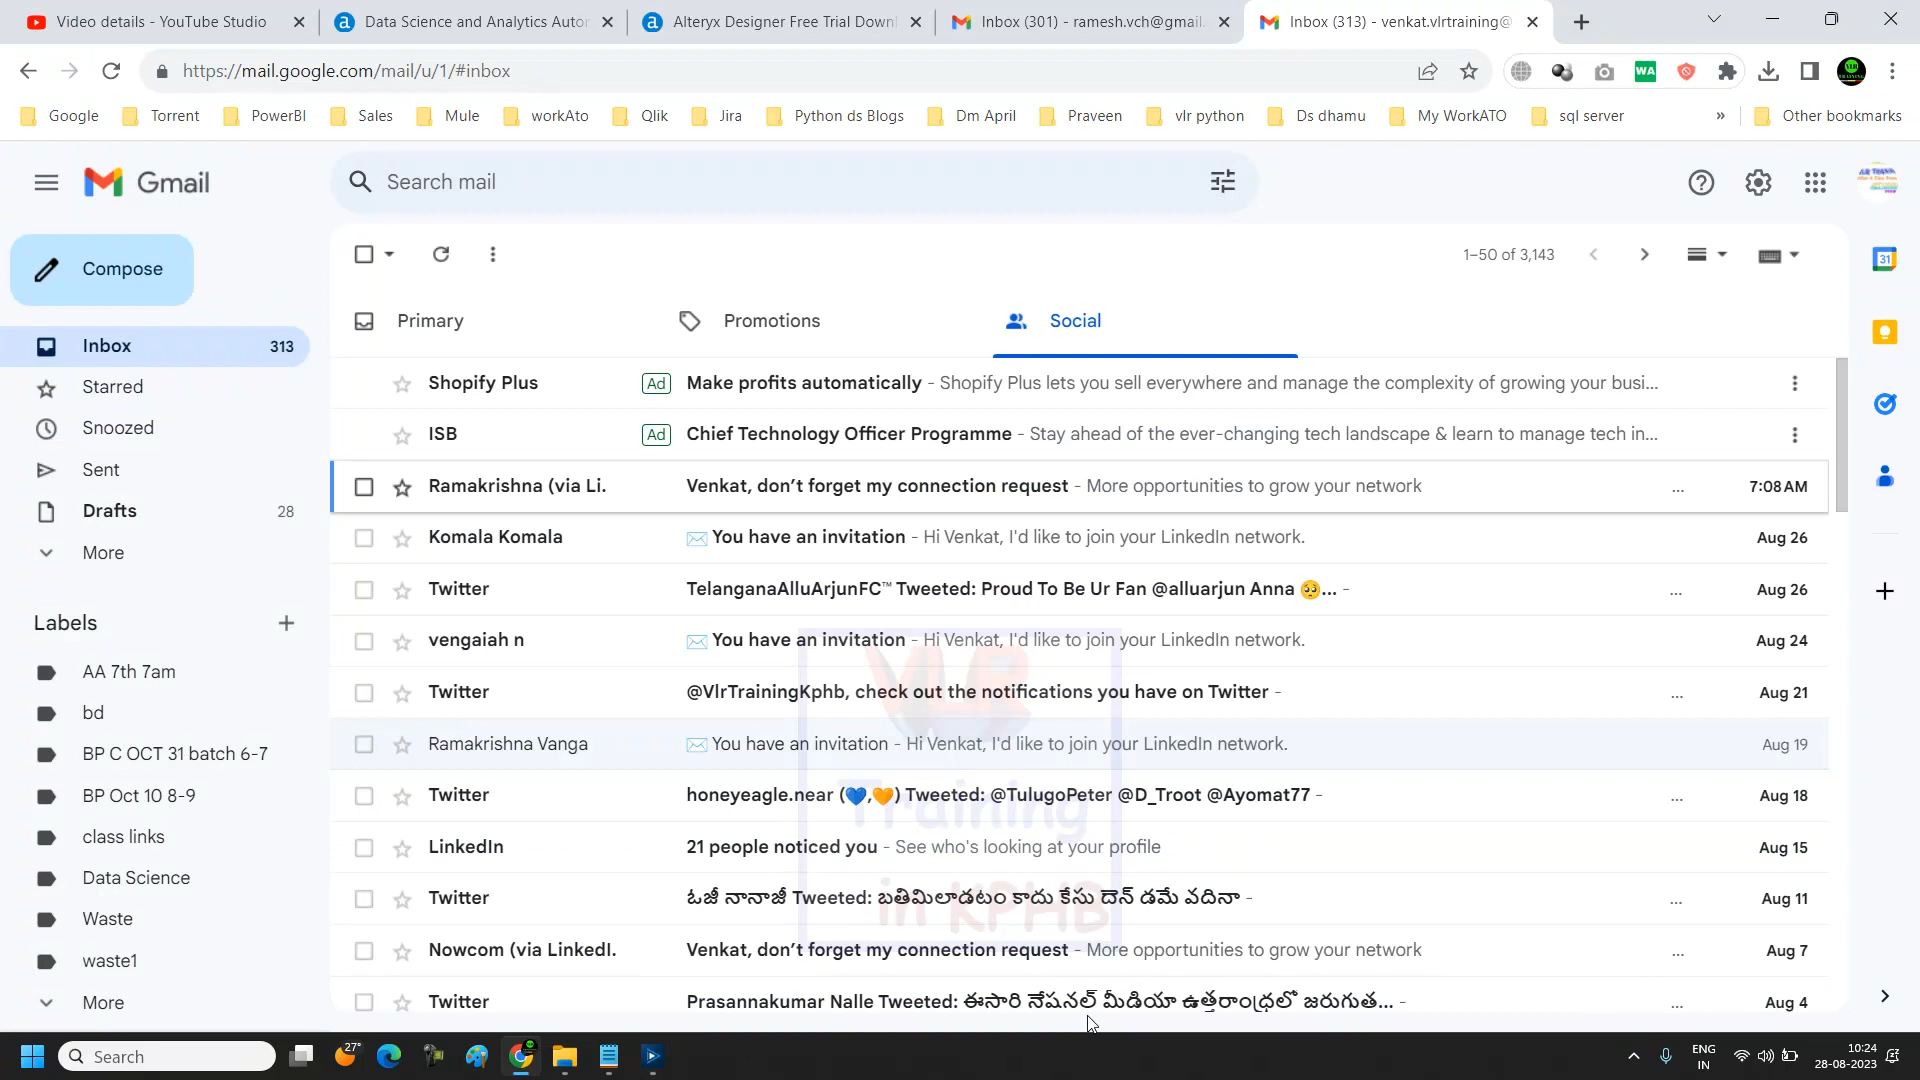 Video details - YouTube Studio
Data Science and Analytics Autor
Alteryx Designer Free Trial Downl
Inbox (301) - ramesh.vch@gmail.
Inbox (313) - venkat.vlrtraining@
https://mail.google.com/mail/u/1/#inbox
WA
Google
Torrent
PowerBI
Sales
Mule
workAto
Qlik
Jira
Python ds Blogs
Dm April
Praveen
vlr python
Ds dhamu
My WorkATO
sql server
»
Other bookmarks
Gmail
Search mail
Compose
1–50 of 3,143
31
Primary
Promotions
Social
Inbox 313
Starred
Snoozed
Sent
Drafts 28
More
Labels
AA 7th 7am
bd
BP C OCT 31 batch 6-7
BP Oct 10 8-9
class links
Data Science
Waste
waste1
More
Shopify Plus Ad Make profits automatically - Shopify Plus lets you sell everywhere and manage the complexity of growing your busi...
ISB Ad Chief Technology Officer Programme - Stay ahead of the ever-changing tech landscape & learn to manage tech in...
Ramakrishna (via Li. Venkat, don’t forget my connection request - More opportunities to grow your network ... 7:08 AM
Komala Komala ✉️ You have an invitation - Hi Venkat, I'd like to join your LinkedIn network. Aug 26
Twitter TelanganaAlluArjunFC™ Tweeted: Proud To Be Ur Fan @alluarjun Anna 🥺... - ... Aug 26
vengaiah n ✉️ You have an invitation - Hi Venkat, I'd like to join your LinkedIn network. Aug 24
Twitter @VlrTrainingKphb, check out the notifications you have on Twitter - ... Aug 21
Ramakrishna Vanga ✉️ You have an invitation - Hi Venkat, I'd like to join your LinkedIn network. Aug 19
Twitter honeyeagle.near (💙,🧡) Tweeted: @TulugoPeter @D_Troot @Ayomat77 - ... Aug 18
LinkedIn 21 people noticed you - See who's looking at your profile Aug 15
Twitter ఓజీ నానాజీ Tweeted: బతిమిలాడటం కాదు కేసు దెన్ డమే వదినా - ... Aug 11
Nowcom (via LinkedI. Venkat, don’t forget my connection request - More opportunities to grow your network ... Aug 7
Twitter Prasannakumar Nalle Tweeted: ఈసారి నేషనల్ మీడియా ఉత్తరాంధ్రలో జరుగుత... - ... Aug 4
VLR
Training
in KPHB
Search
27°
ENG
IN
10:24
28-08-2023